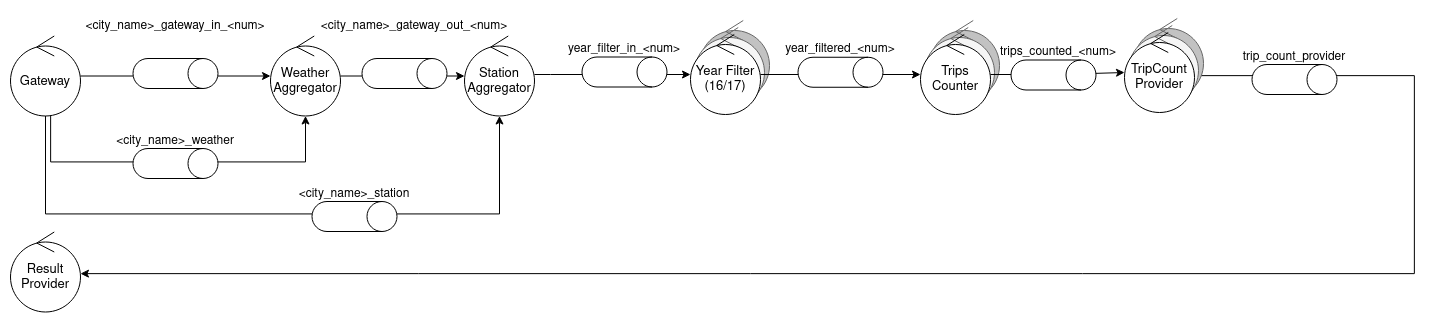 <city_name>_gateway_in_<num>
<city_name>_gateway_out_<num>
year_filter_in_<num>
year_filtered_<num>
trips_counted_<num>
trip_count_provider
Gateway
Weather
Aggregator
Station
Aggregator
Year Filter
(16/17)
Trips
Counter
TripCount
Provider
<city_name>_weather
<city_name>_station
Result
Provider